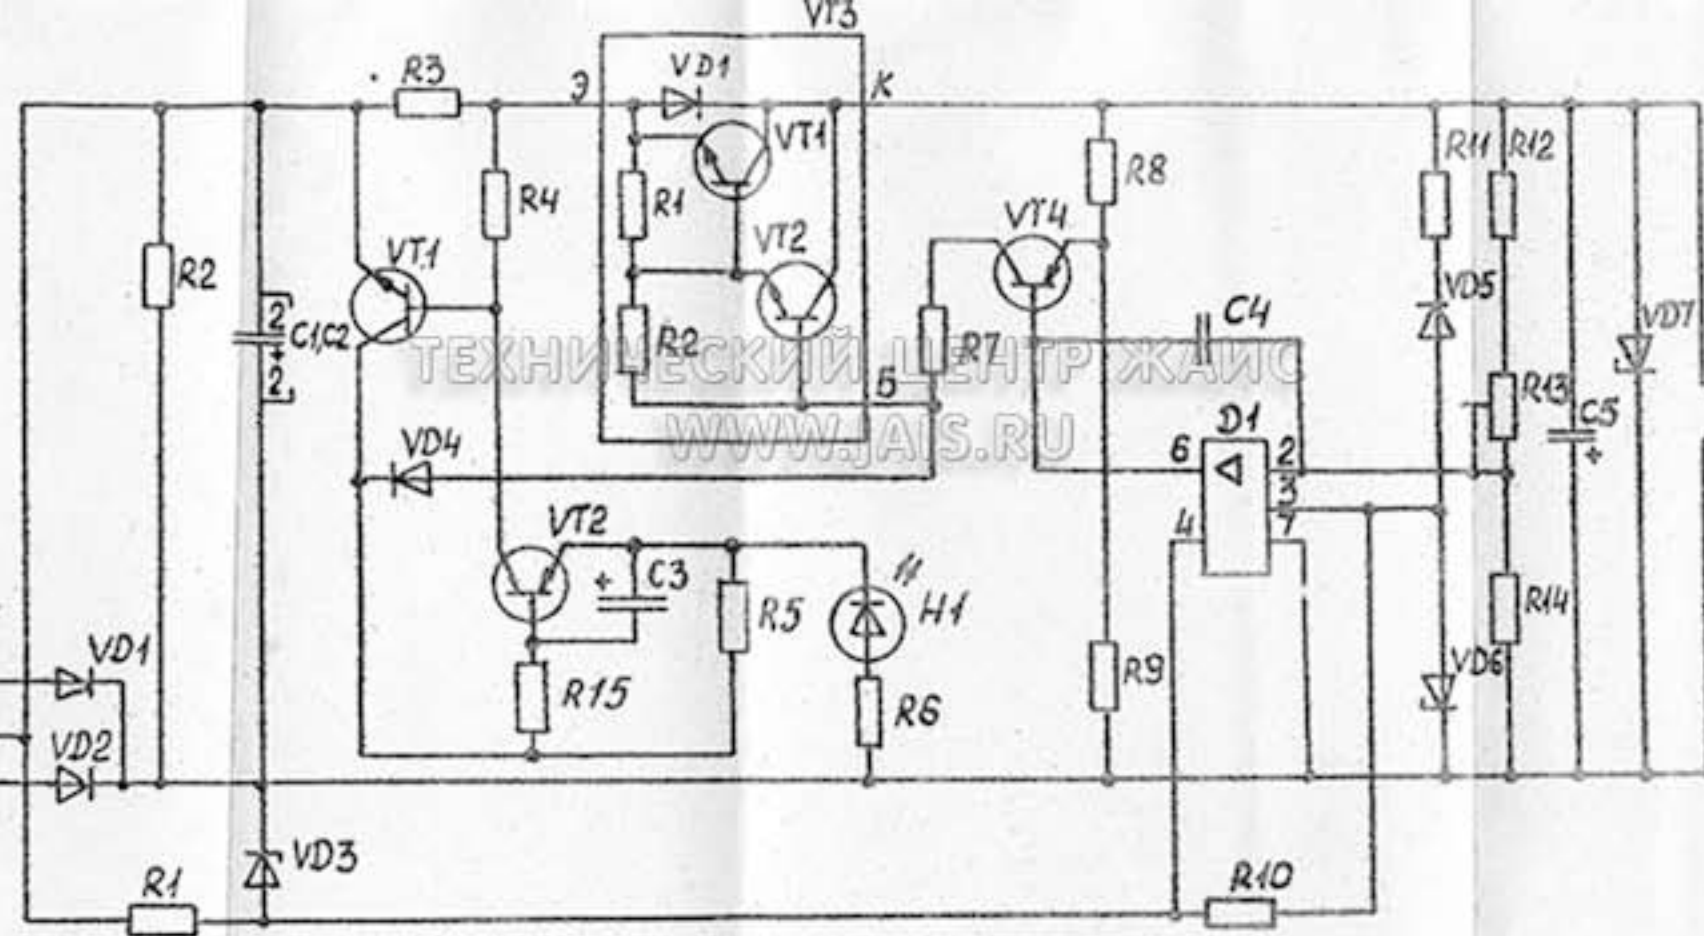 VT3
R3
Э
VD1
К
VT1
R11
R12
R8
R4
R1
VT4
R2
VT1
VT2
VD5
2
C1,C2
+
2
R2
R7
C4
VD7
ТЕХНИЧЕСКИЙ ЦЕНТР ЖАИС
Б
R13
C5
+
WWW.JAIS.RU
VD4
D1
6
2
3
4
7
VT2
+
C3
R5
H1
R14
VD1
R15
R6
R9
VD6
VD2
VD3
R1
R10